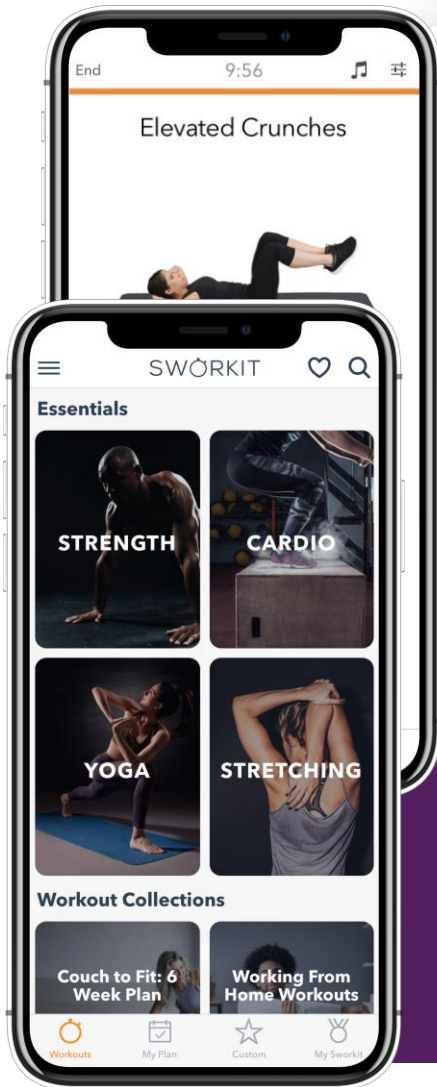 End 9:56
Elevated Crunches
SWORKIT
Essentials
STRENGTH
CARDIO
YOGA
STRETCHING
Workout Collections
Couch to Fit: 6
Week Plan
Working From
Home Workouts
Workouts My Plan Custom My Sworkit